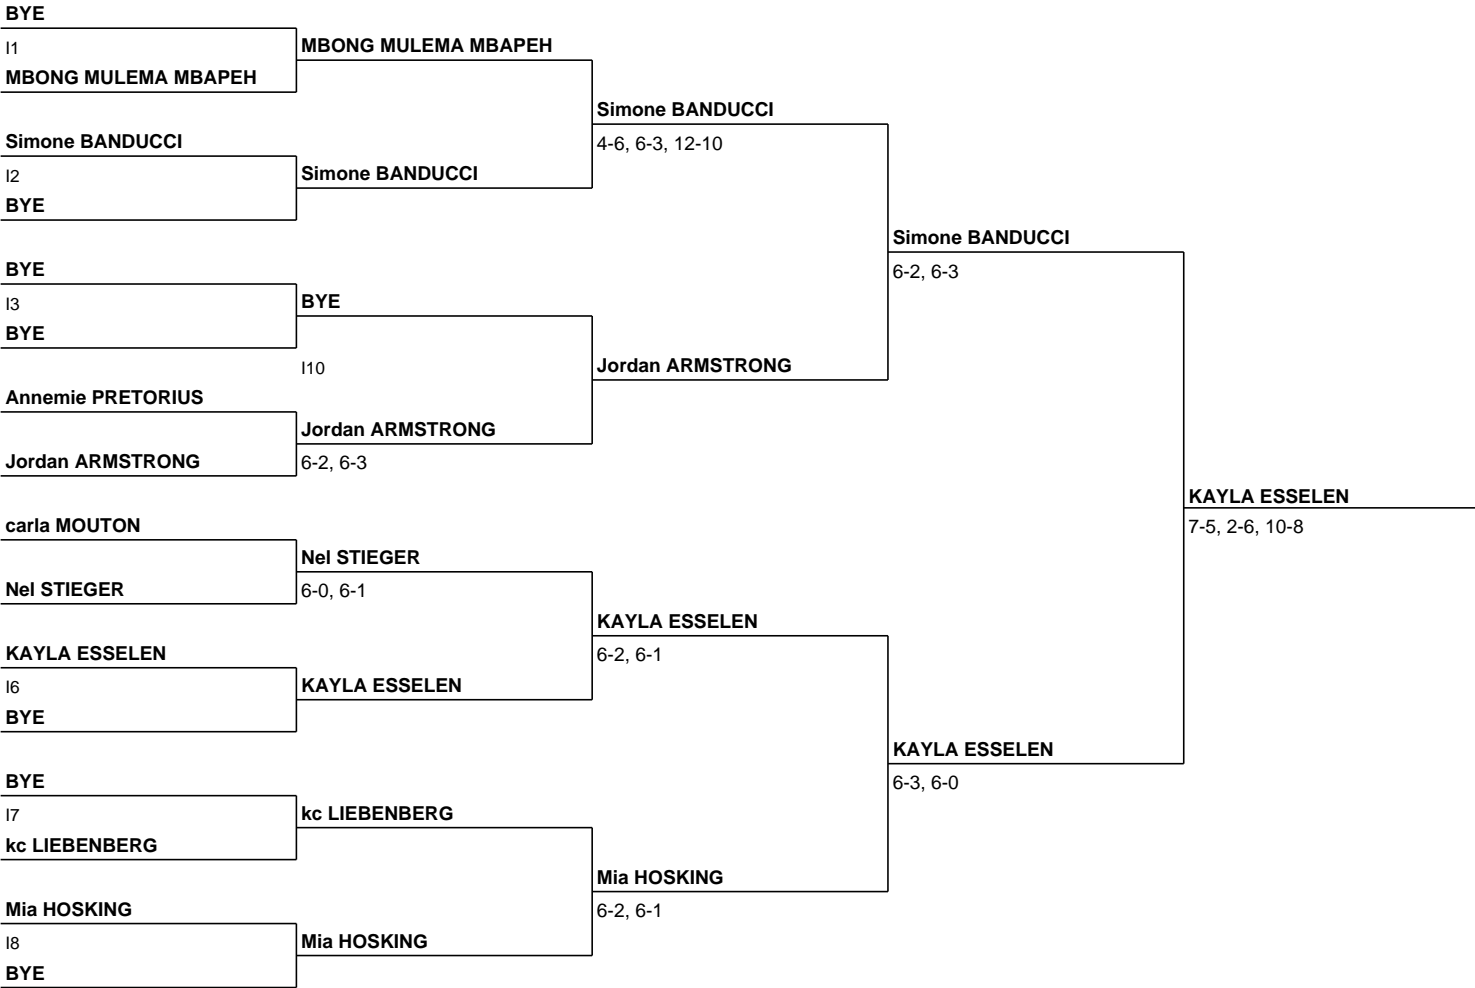 BYE
I1
MBONG MULEMA MBAPEH
MBONG MULEMA MBAPEH
Simone BANDUCCI
4-6, 6-3, 12-10
Simone BANDUCCI
I2
Simone BANDUCCI
BYE
Simone BANDUCCI
6-2, 6-3
BYE
I3
BYE
BYE
I10
Jordan ARMSTRONG
Annemie PRETORIUS
Jordan ARMSTRONG
Jordan ARMSTRONG
6-2, 6-3
KAYLA ESSELEN
7-5, 2-6, 10-8
carla MOUTON
Nel STIEGER
Nel STIEGER
6-0, 6-1
KAYLA ESSELEN
6-2, 6-1
KAYLA ESSELEN
I6
KAYLA ESSELEN
BYE
KAYLA ESSELEN
6-3, 6-0
BYE
I7
kc LIEBENBERG
kc LIEBENBERG
Mia HOSKING
6-2, 6-1
Mia HOSKING
I8
Mia HOSKING
BYE